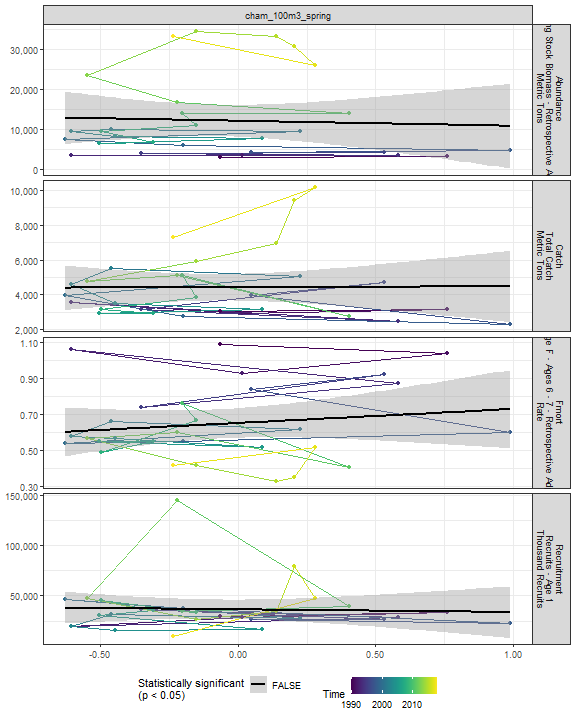 cham_100m3_spring
30,000
20,000
10,000
0
Abundance
ng Stock Biomass - Retrospective A
Metric Tons
10,000
8,000
6,000
4,000
2,000
Catch
Total Catch
Metric Tons
1.10
0.90
0.70
0.50
0.30
Fmort
e F - Ages 6 - 7 - Retrospective Ad
Rate
150,000
100,000
50,000
Recruitment
Recruits - Age 1
Thousand Recruits
-0.50
0.00
0.50
1.00
Statistically significant
(p < 0.05)
FALSE
Time
1990 2000 2010